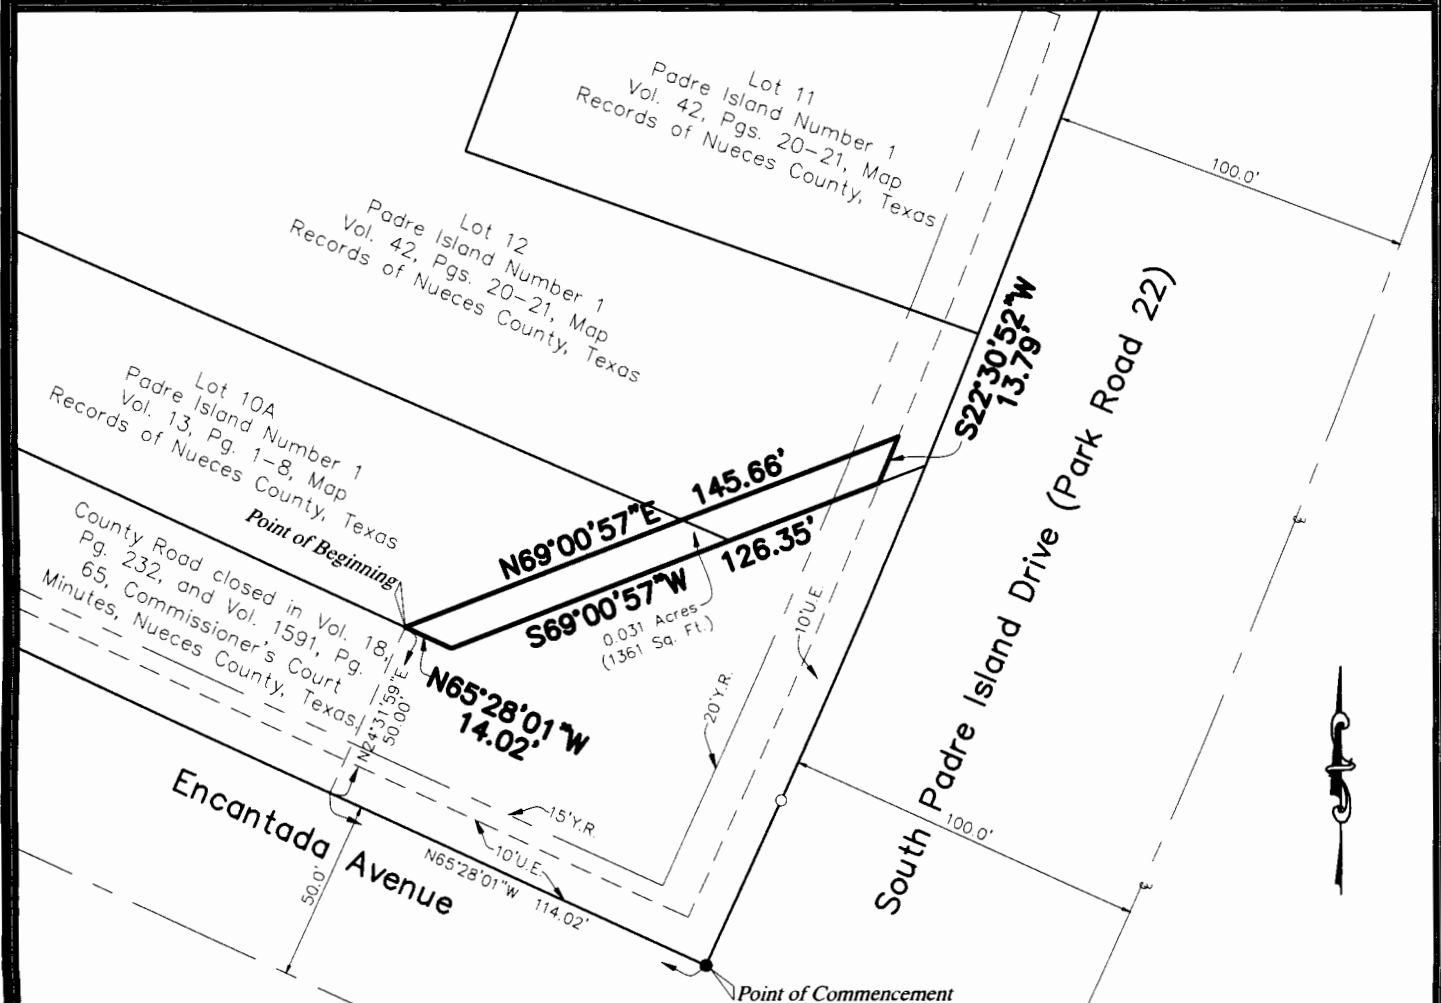 Lot 11
Padre Island Number 1
Vol. 42, Pgs. 20-21, Map
Records of Nueces County, Texas
100.0'
Lot 12
Padre Island Number 1
Vol. 42, Pgs. 20-21, Map
Records of Nueces County, Texas
S22°30'52"W
13.79'
South Padre Island Drive (Park Road 22)
Lot 10A
Padre Island Number 1
Vol. 13, Pg. 1-8, Map
Records of Nueces County, Texas
Point of Beginning
N69°00'57"E 145.66'
S69°00'57"W 126.35'
0.031 Acres
(1361 Sq. Ft.)
County Road closed in Vol. 18,
Pg. 232, and Vol. 1591, Pg.
65, Commissioner's Court
Minutes, Nueces County, Texas.
N24°31'59"E
50.00'
N65°28'01"W
14.02'
10'U.E.
20'Y.R.
15'Y.R.
10'U.E.
Encantada Avenue
N65°28'01"W 114.02'
50.0'
100.0'
Point of Commencement